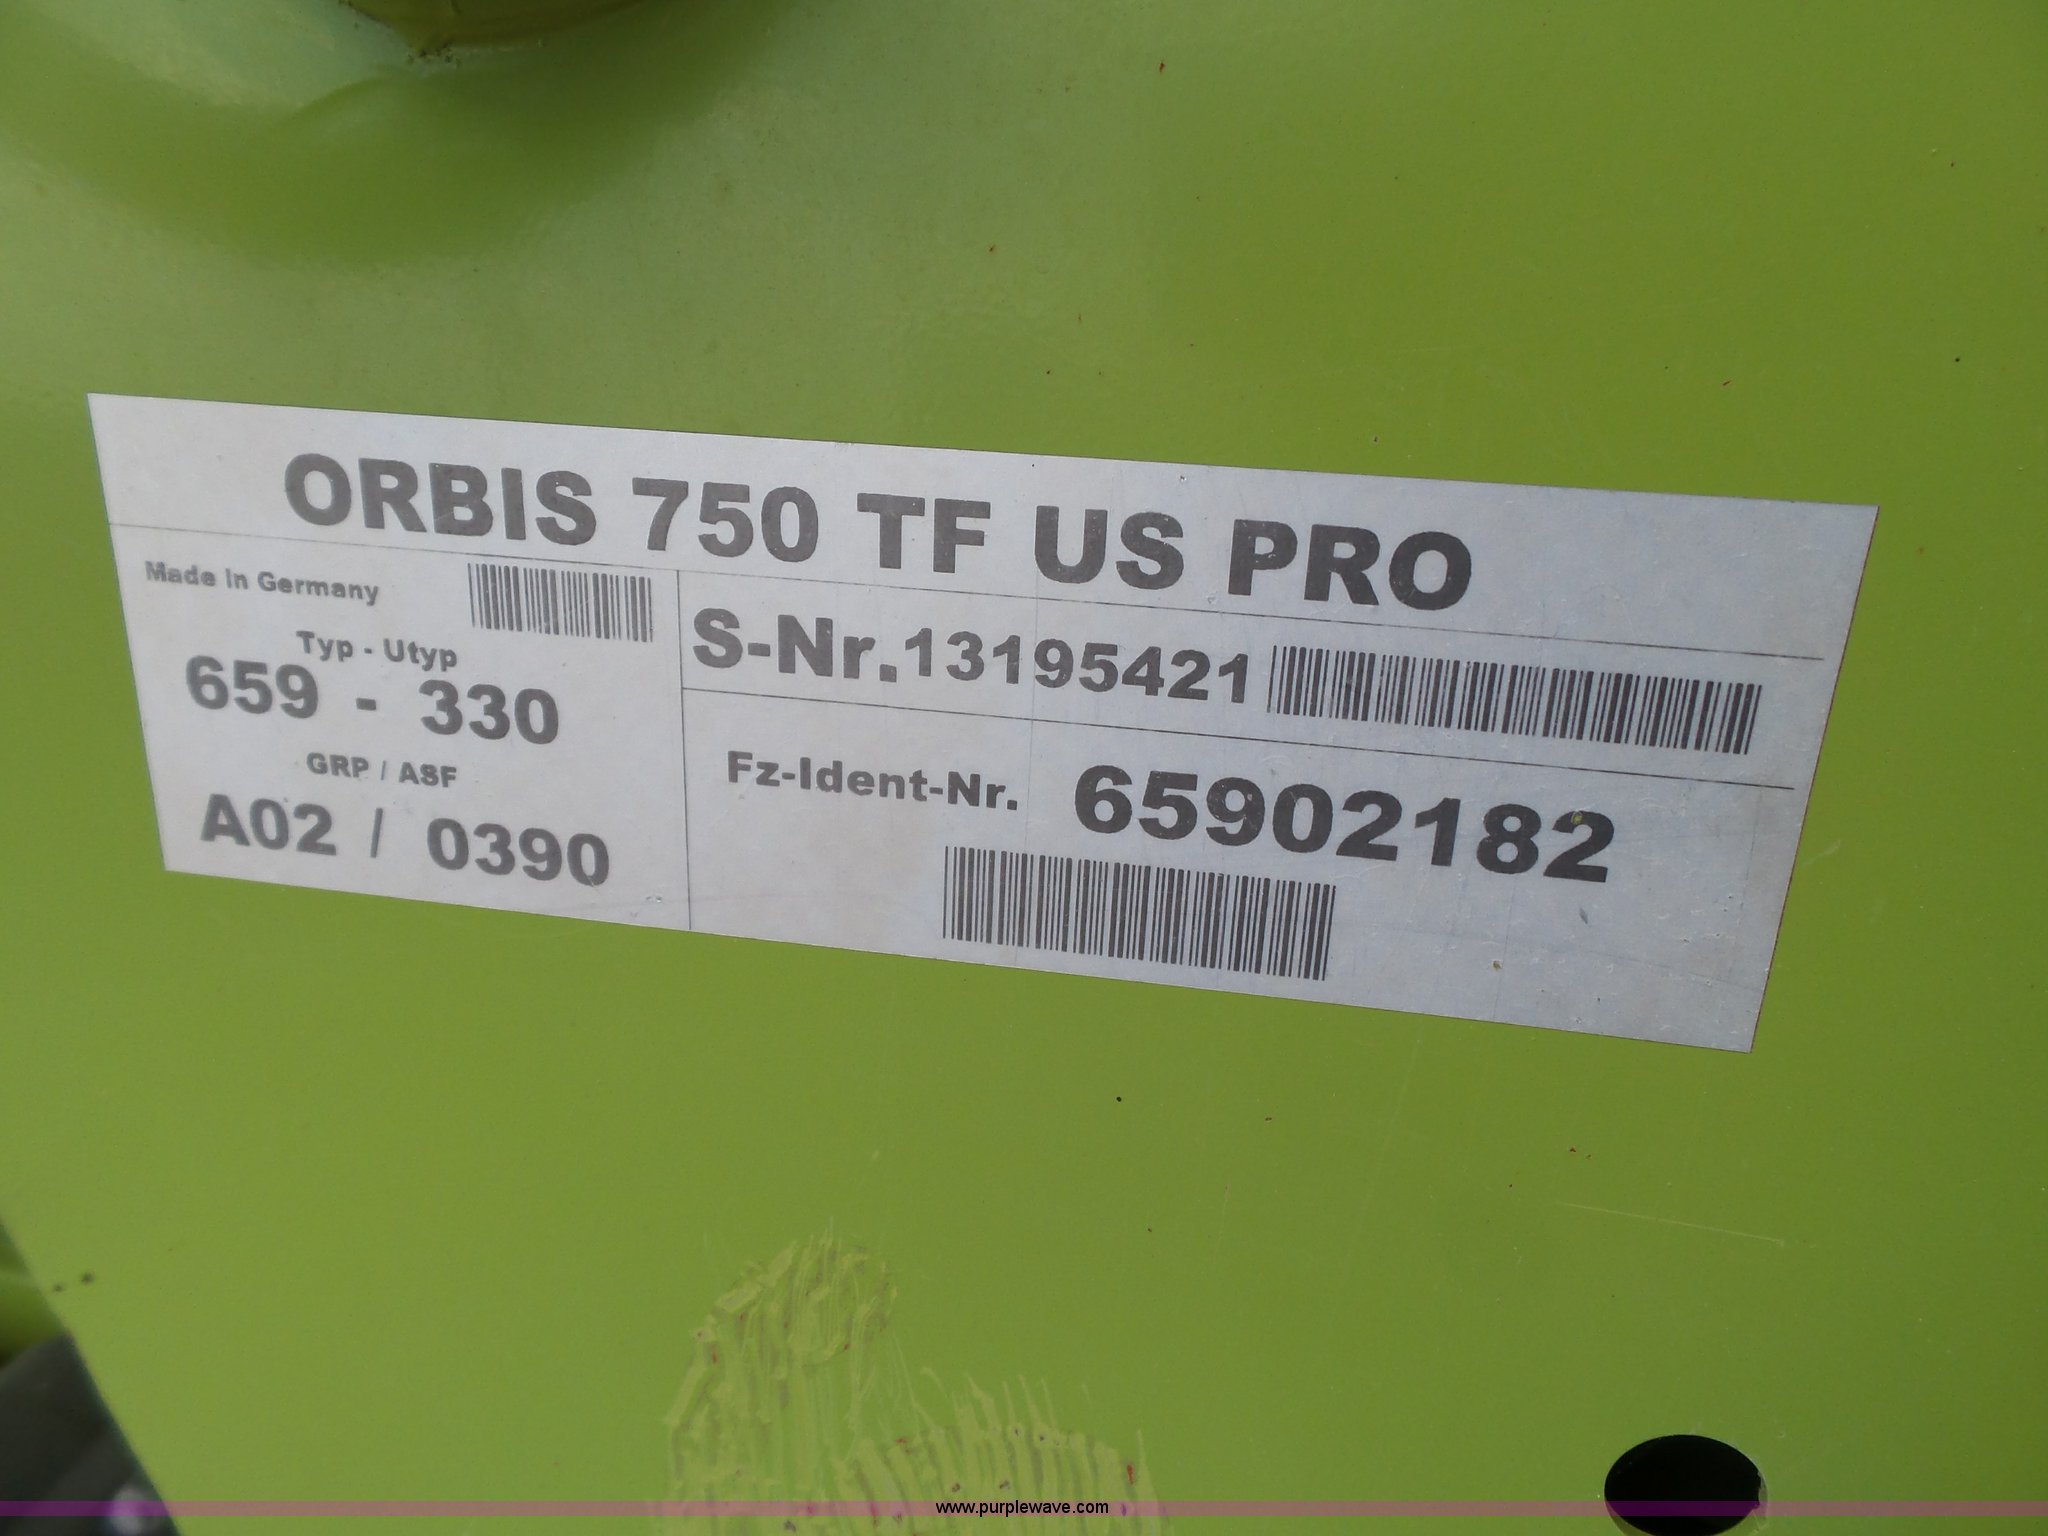 ORBIS 750 TF US PRO
Made In Germany
Typ - Utyp
659 - 330
GRP / ASF
A02 / 0390
S-Nr.13195421
Fz-Ident-Nr. 65902182
www.purplewave.com